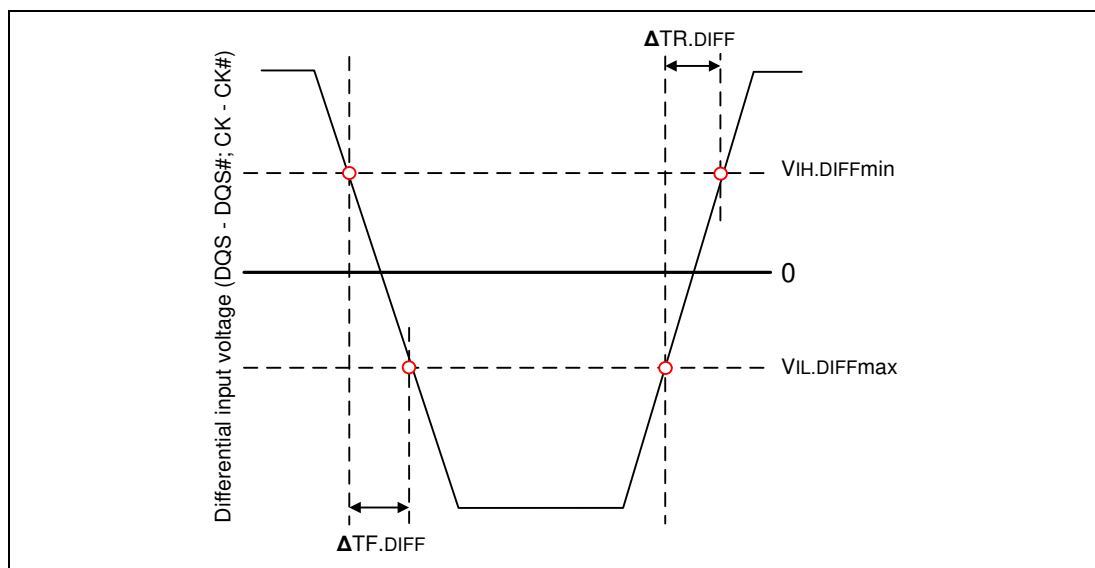 ΔTR.DIFF
Differential input voltage (DQS - DQS#; CK - CK#)
VIH.DIFFmin
0
VIL.DIFFmax
ΔTF.DIFF